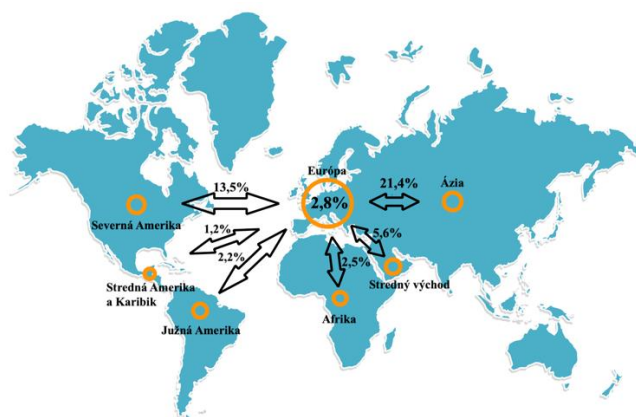 Európa
13,5%
21,4%
Ázia
2,8%
Severná Amerika
1,2%
5,6%
2,2%
2,5%
Stredná Amerika
a Karibik
Stredný východ
Afrika
Južná Amerika